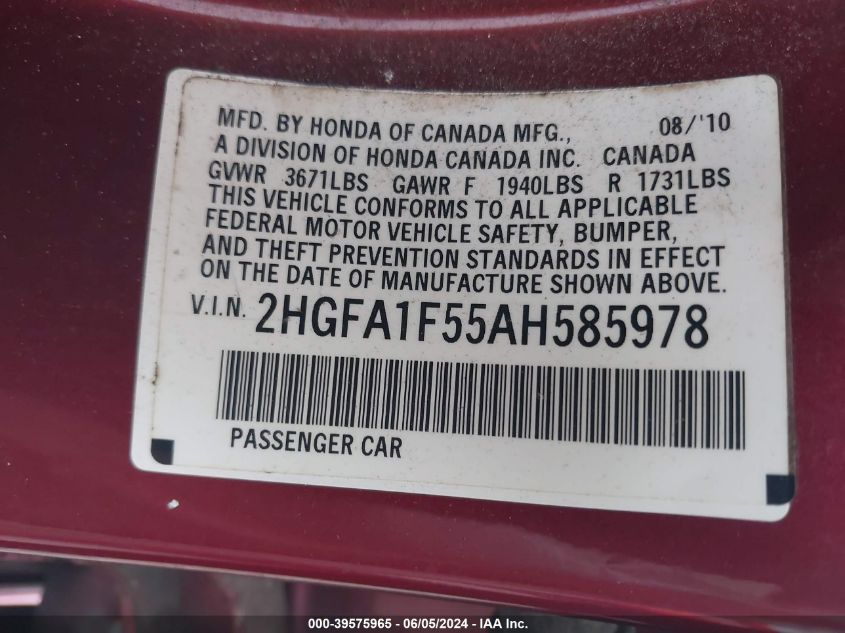 MFD. BY HONDA OF CANADA MFG., 08/'10
A DIVISION OF HONDA CANADA INC. CANADA
GVWR 3671LBS GAWR F 1940LBS R 1731LBS
THIS VEHICLE CONFORMS TO ALL APPLICABLE
FEDERAL MOTOR VEHICLE SAFETY, BUMPER,
AND THEFT PREVENTION STANDARDS IN EFFECT
ON THE DATE OF MANUFACTURE SHOWN ABOVE.
V.I.N. 2HGFA1F55AH585978
PASSENGER CAR
000-39575965 - 06/05/2024 - IAA Inc.